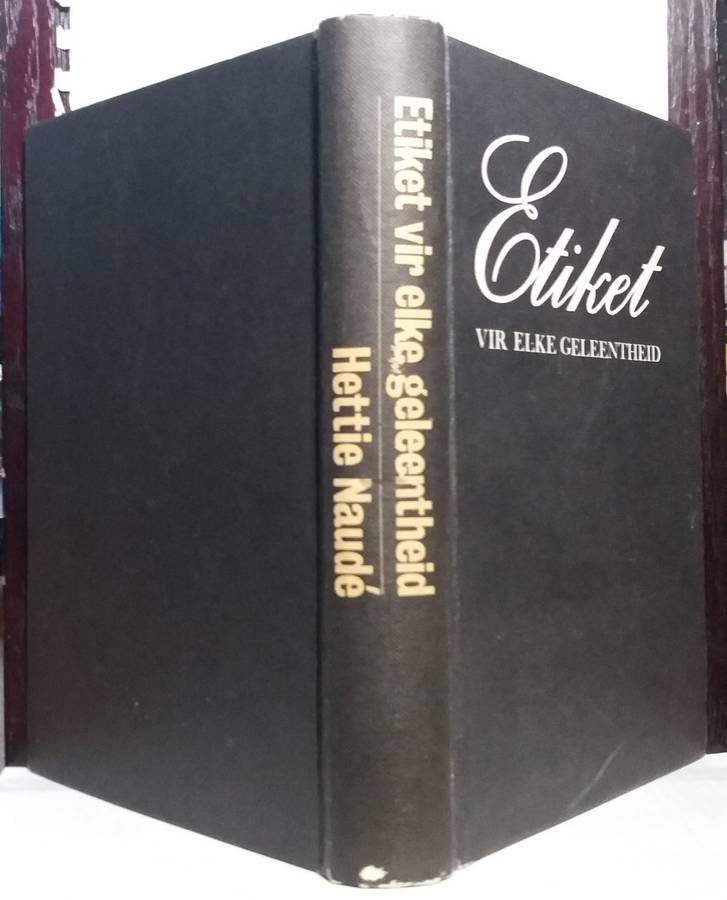 Etiket vir elke geleentheid
Hettie Naudé
Etiket
VIR ELKE GELEENTHEID